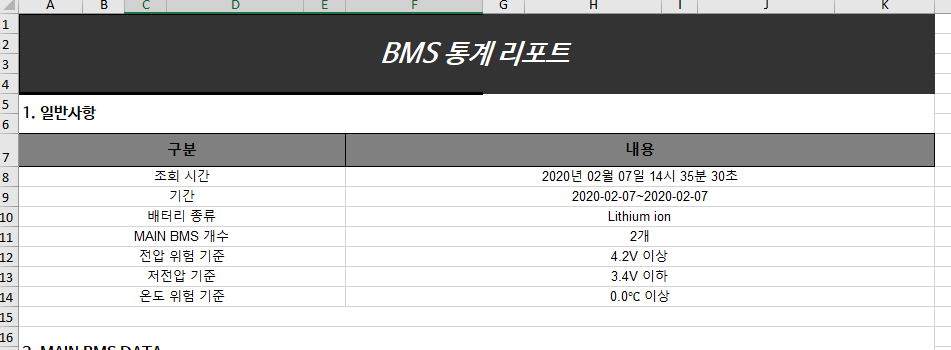 A B C D E F G H I J K
1
2 BMS 통계 리포트
3
4
5 1. 일반사항
6
7 구분 내용
8 조회 시간 2020년 02월 07일 14시 35분 30초
9 기간 2020-02-07~2020-02-07
10 배터리 종류 Lithium ion
11 MAIN BMS 개수 2개
12 전압 위험 기준 4.2V 이상
13 저전압 기준 3.4V 이하
14 온도 위험 기준 0.0℃ 이상
15
16
2. MAIN BMS DATA